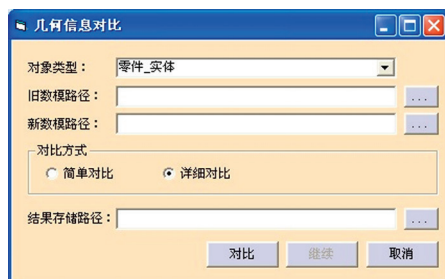 几何信息对比
对象类型： 零件_实体
旧数模路径： ...
新数模路径： ...
对比方式
简单对比 详细对比
结果存储路径： ...
对比 继续 取消